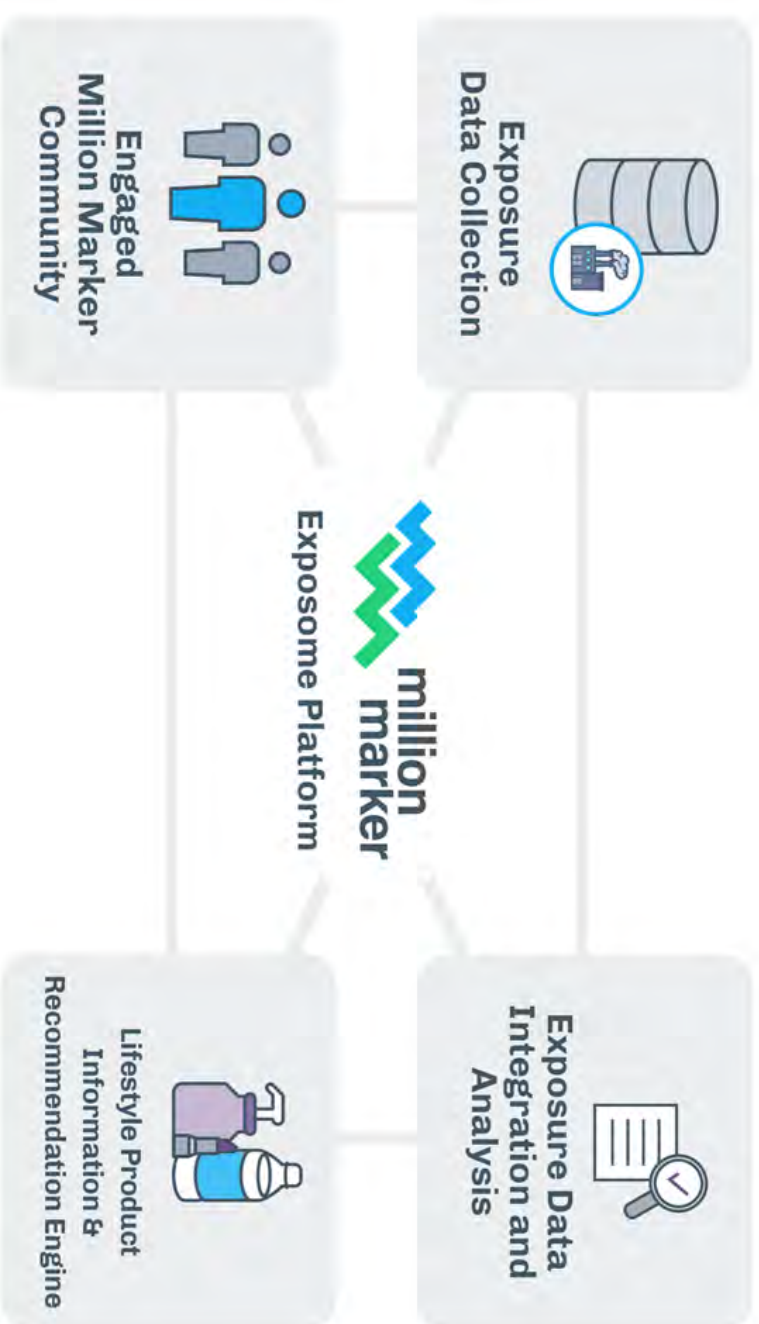 Exposure
Data Collection
Exposure Data
Integration and
Analysis
million
marker
Exposome Platform
Engaged
Million Marker
Community
Lifestyle Product
Information &
Recommendation Engine